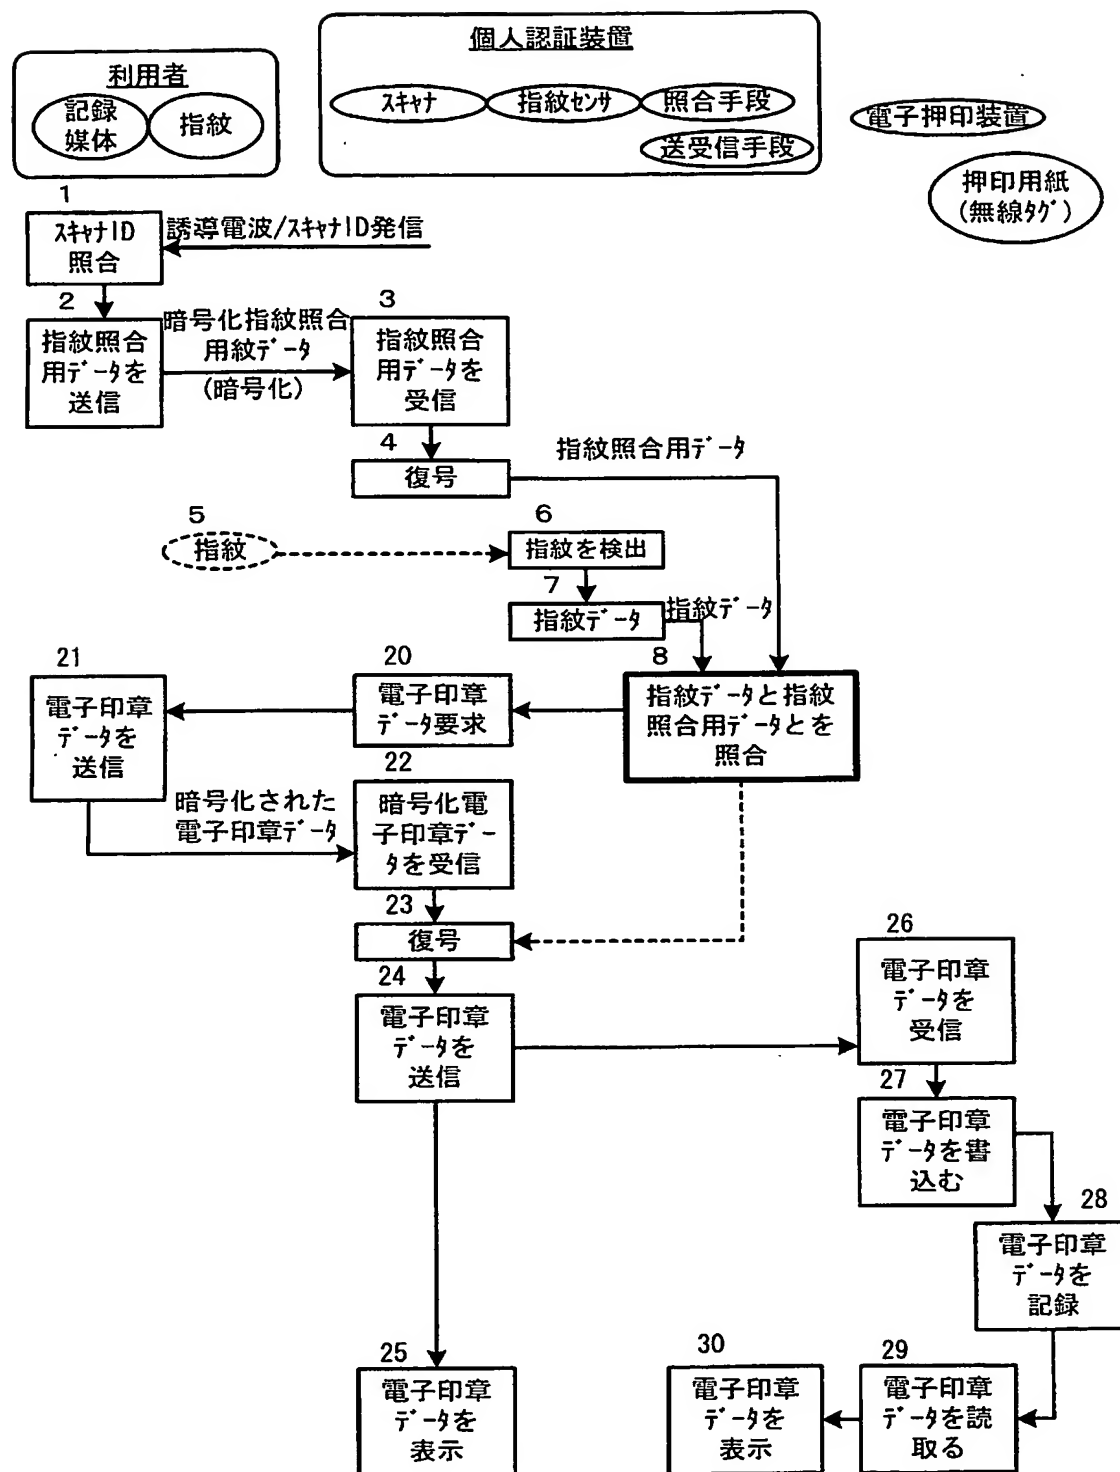 利用者
記録
媒体
指紋
個人認証装置
スキャナ
指紋センサ
照合手段
送受信手段
電子押印装置
押印用紙
(無線タグ)
1
スキャナID
照合
誘導電波/スキャナID発信
2
指紋照合
用データを
送信
暗号化指紋照合
用紋データ
(暗号化)
3
指紋照合
用データを
受信
4
復号
指紋照合用データ
5
指紋
6
指紋を検出
7
指紋データ
指紋データ
8
指紋データと指紋
照合用データとを
照合
20
電子印章
データ要求
21
電子印章
データを
送信
暗号化された
電子印章データ
22
暗号化電
子印章デー
タを受信
23
復号
24
電子印章
データを
送信
25
電子印章
データを
表示
26
電子印章
データを
受信
27
電子印章
データを書
込む
28
電子印章
データを
記録
29
電子印章
データを読
取る
30
電子印章
データを
表示